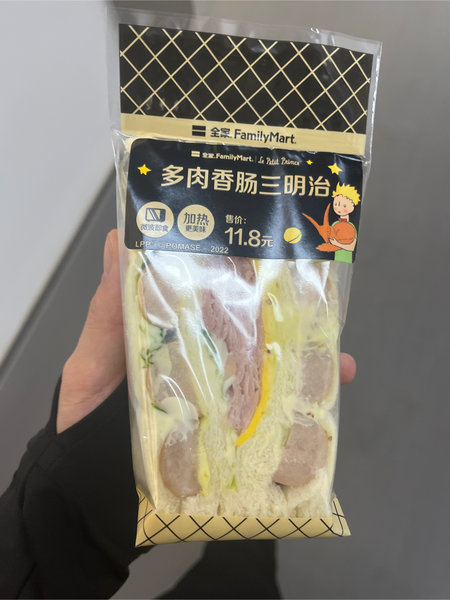 全家 FamilyMart
全家 FamilyMart Le Petit Prince
多肉香肠三明治
微波即食
加热
更美味
售价:
11.8元
LPP ® © POMASE - 2022